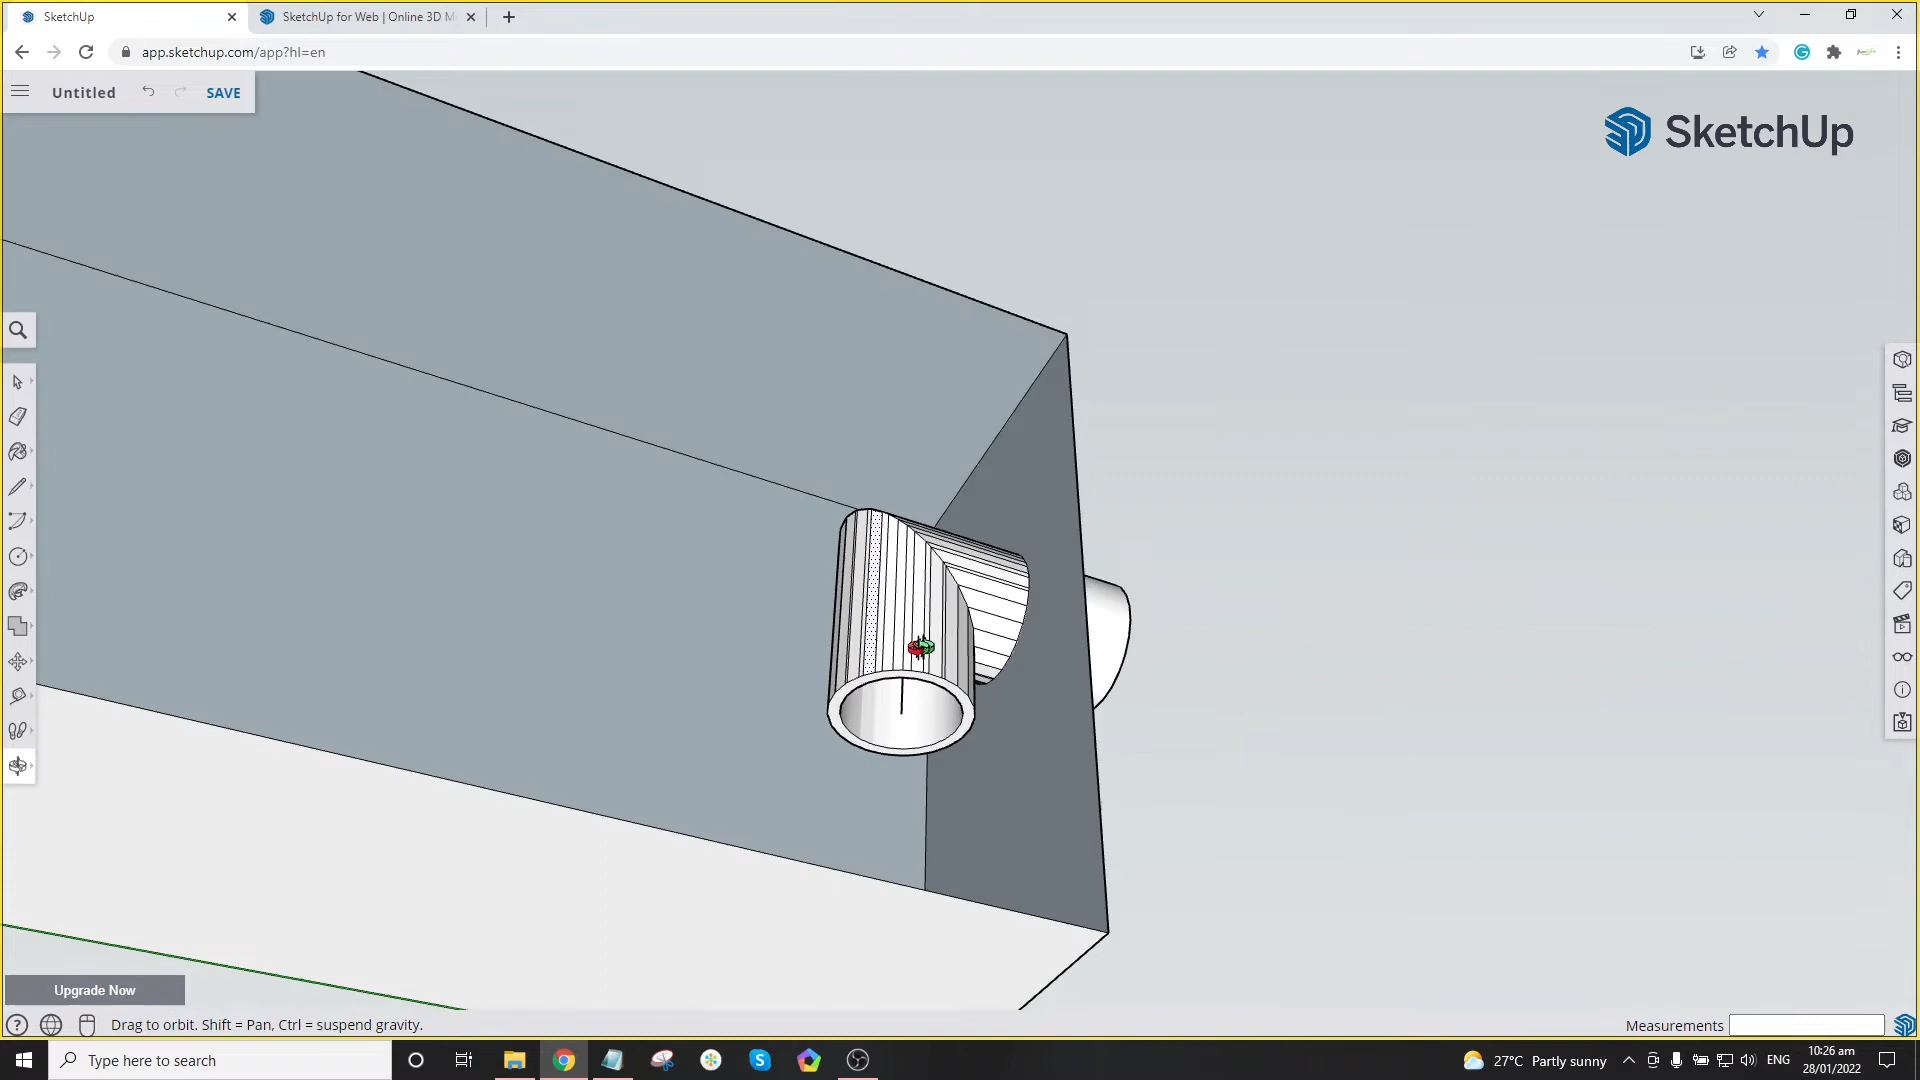 SketchUp
SketchUp for Web | Online 3D M
app.sketchup.com/app?hl=en
Untitled
SAVE
SketchUp
Upgrade Now
Drag to orbit. Shift = Pan, Ctrl = suspend gravity.
Measurements
Type here to search
27°C Partly sunny
ENG
10:26 am
28/01/2022